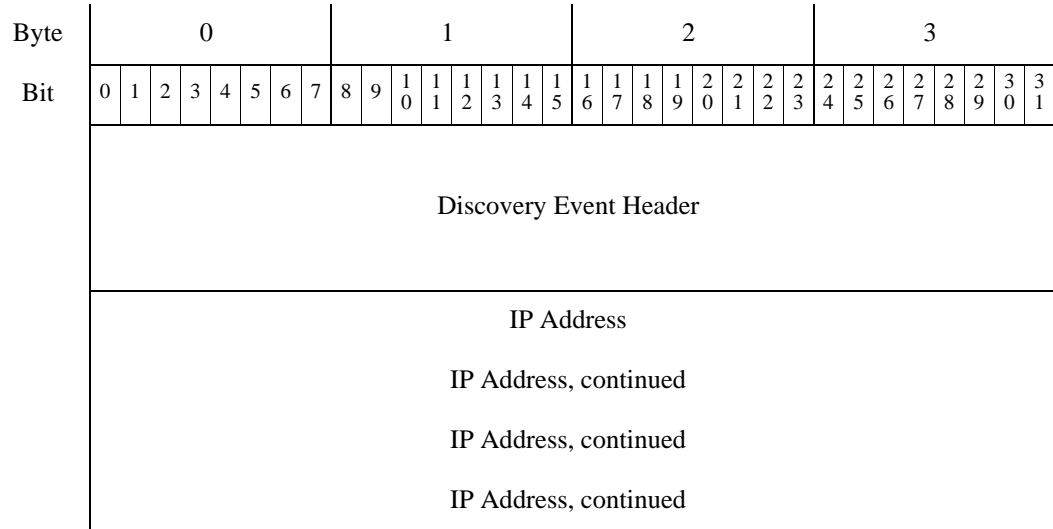 Byte 0 1 2 3
Bit 0 1 2 3 4 5 6 7 8 9 10 11 12 13 14 15 16 17 18 19 20 21 22 23 24 25 26 27 28 29 30 31
Discovery Event Header
IP Address
IP Address, continued
IP Address, continued
IP Address, continued